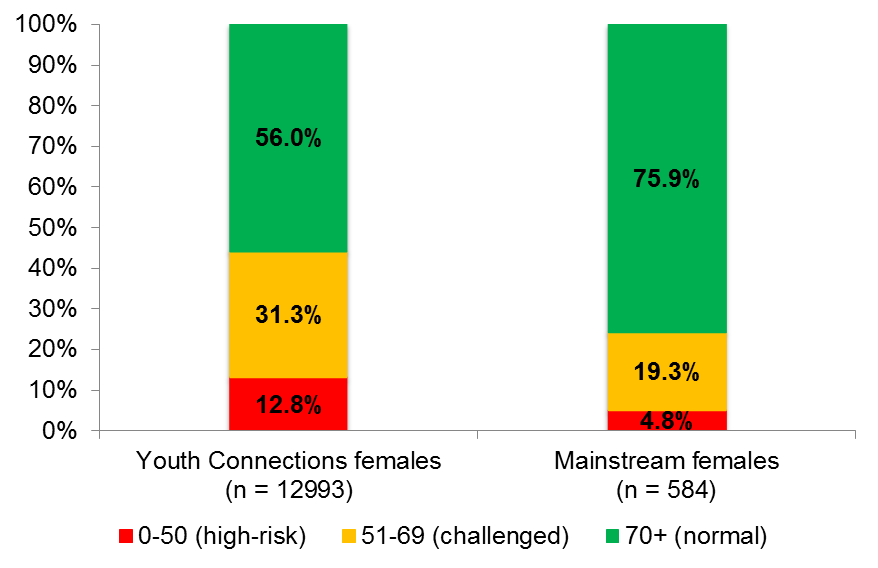 100%
90%
80%
70%
60%
50%
40%
30%
20%
10%
0%
56.0%
31.3%
12.8%
75.9%
19.3%
4.8%
Youth Connections females
(n = 12993)
Mainstream females
(n = 584)
0-50 (high-risk)
51-69 (challenged)
70+ (normal)